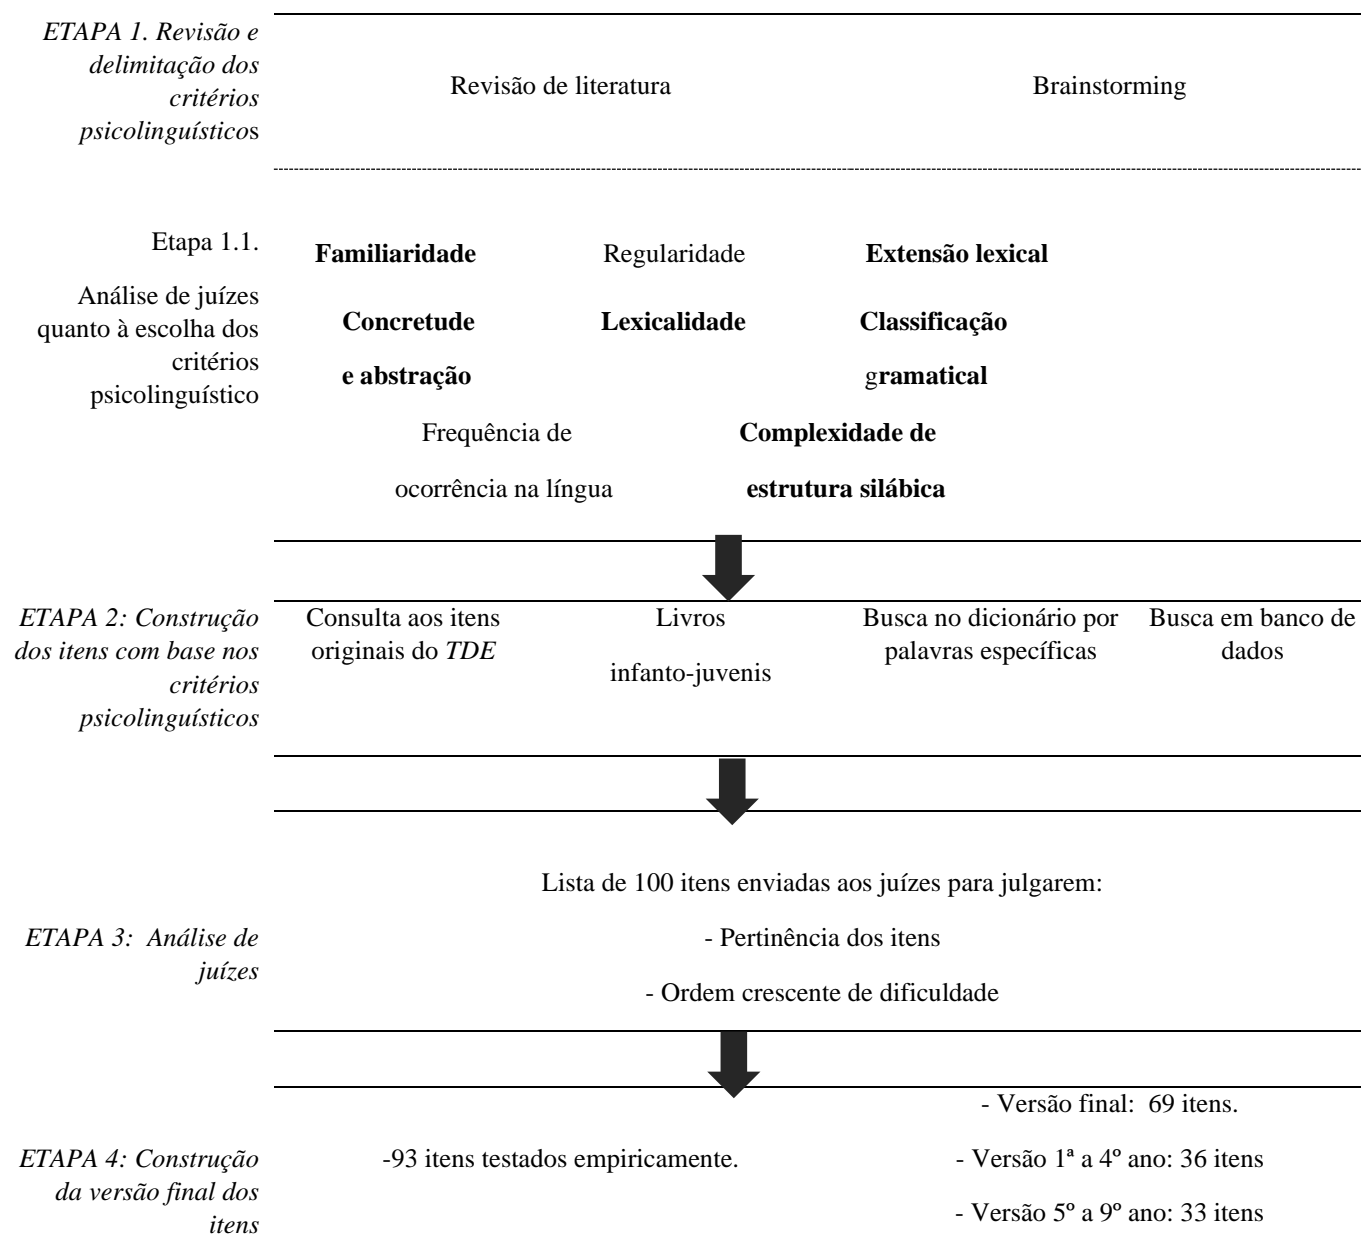 ETAPA 1. Revisão e
delimitação dos
critérios
psicolinguísticos
Revisão de literatura
Brainstorming
Etapa 1.1.
Análise de juízes
quanto à escolha dos
critérios
psicolinguístico
Familiaridade
Regularidade
Extensão lexical
Concretude
e abstração
Lexicalidade
Classificação
gramatical
Frequência de
ocorrência na língua
Complexidade de
estrutura silábica
ETAPA 2: Construção
dos itens com base nos
critérios
psicolinguísticos
Consulta aos itens
originais do TDE
Livros
infanto-juvenis
Busca no dicionário por
palavras específicas
Busca em banco de
dados
ETAPA 3: Análise de
juízes
Lista de 100 itens enviadas aos juízes para julgarem:
- Pertinência dos itens
- Ordem crescente de dificuldade
ETAPA 4: Construção
da versão final dos
itens
-93 itens testados empiricamente.
- Versão final: 69 itens.
- Versão 1ª a 4º ano: 36 itens
- Versão 5º a 9º ano: 33 itens